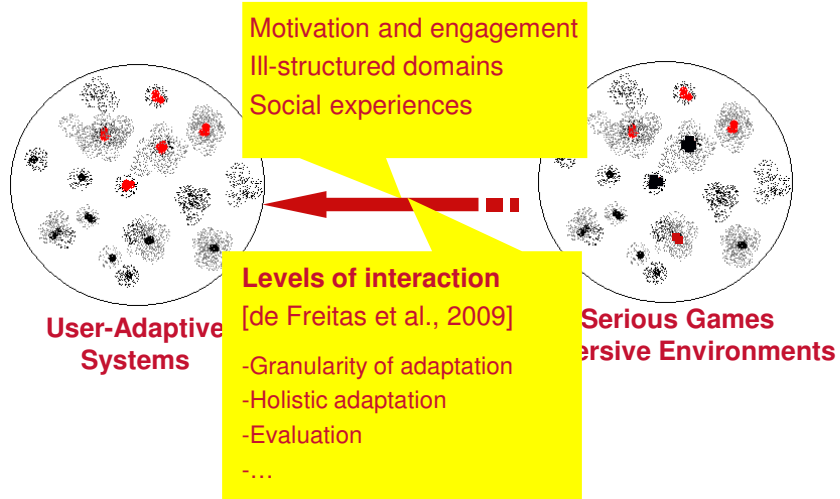 Motivation and engagement
Ill-structured domains
Social experiences
Levels of interaction
[de Freitas et al., 2009]
-Granularity of adaptation
-Holistic adaptation
-Evaluation
-…
User-Adaptive
Systems
Serious Games
ersive Environments